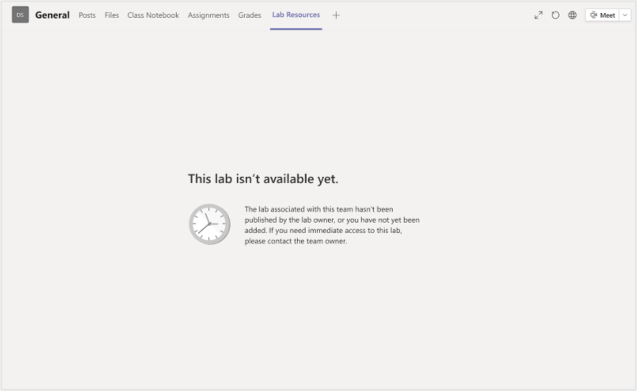 DS General Posts Files Class Notebook Assignments Grades Lab Resources + Meet
This lab isn't available yet.
The lab associated with this team hasn't been
published by the lab owner, or you have not yet been
added. If you need immediate access to this lab,
please contact the team owner.